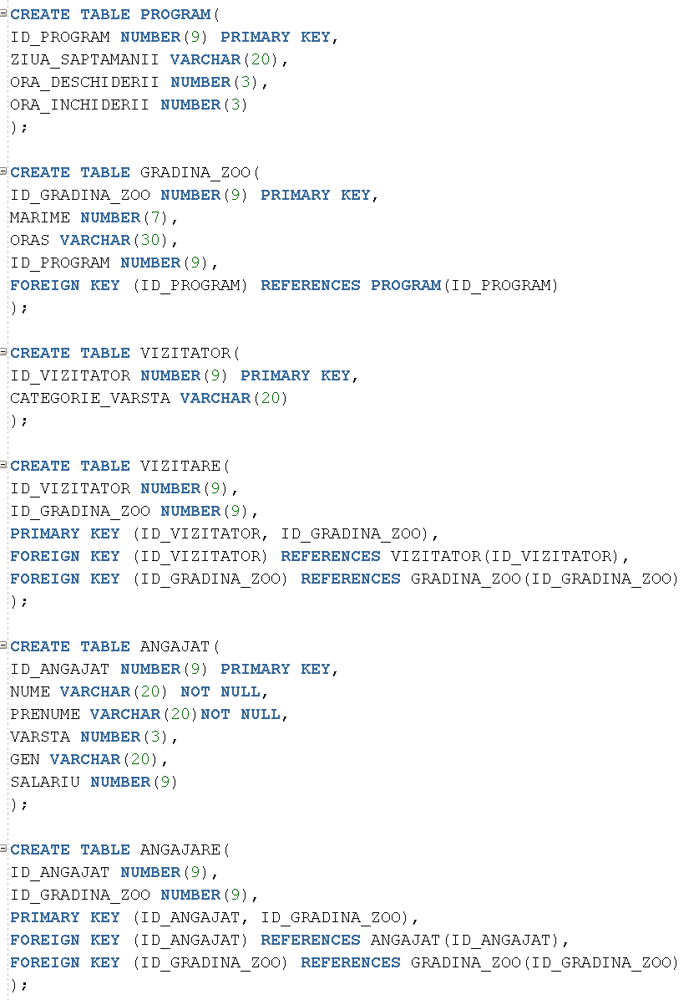 CREATE TABLE PROGRAM(
ID_PROGRAM NUMBER(9) PRIMARY KEY,
ZIUA_SAPTAMANII VARCHAR(20),
ORA_DESCHIDERII NUMBER(3),
ORA_INCHIDERII NUMBER(3)
);
CREATE TABLE GRADINA_ZOO(
ID_GRADINA_ZOO NUMBER(9) PRIMARY KEY,
MARIME NUMBER(7),
ORAS VARCHAR(30),
ID_PROGRAM NUMBER(9),
FOREIGN KEY (ID_PROGRAM) REFERENCES PROGRAM(ID_PROGRAM)
);
CREATE TABLE VIZITATOR(
ID_VIZITATOR NUMBER(9) PRIMARY KEY,
CATEGORIE_VARSTA VARCHAR(20)
);
CREATE TABLE VIZITARE(
ID_VIZITATOR NUMBER(9),
ID_GRADINA_ZOO NUMBER(9),
PRIMARY KEY (ID_VIZITATOR, ID_GRADINA_ZOO),
FOREIGN KEY (ID_VIZITATOR) REFERENCES VIZITATOR(ID_VIZITATOR),
FOREIGN KEY (ID_GRADINA_ZOO) REFERENCES GRADINA_ZOO(ID_GRADINA_ZOO)
);
CREATE TABLE ANGAJAT(
ID_ANGAJAT NUMBER(9) PRIMARY KEY,
NUME VARCHAR(20) NOT NULL,
PRENUME VARCHAR(20)NOT NULL,
VARSTA NUMBER(3),
GEN VARCHAR(20),
SALARIU NUMBER(9)
);
CREATE TABLE ANGAJARE(
ID_ANGAJAT NUMBER(9),
ID_GRADINA_ZOO NUMBER(9),
PRIMARY KEY (ID_ANGAJAT, ID_GRADINA_ZOO),
FOREIGN KEY (ID_ANGAJAT) REFERENCES ANGAJAT(ID_ANGAJAT),
FOREIGN KEY (ID_GRADINA_ZOO) REFERENCES GRADINA_ZOO(ID_GRADINA_ZOO)
);